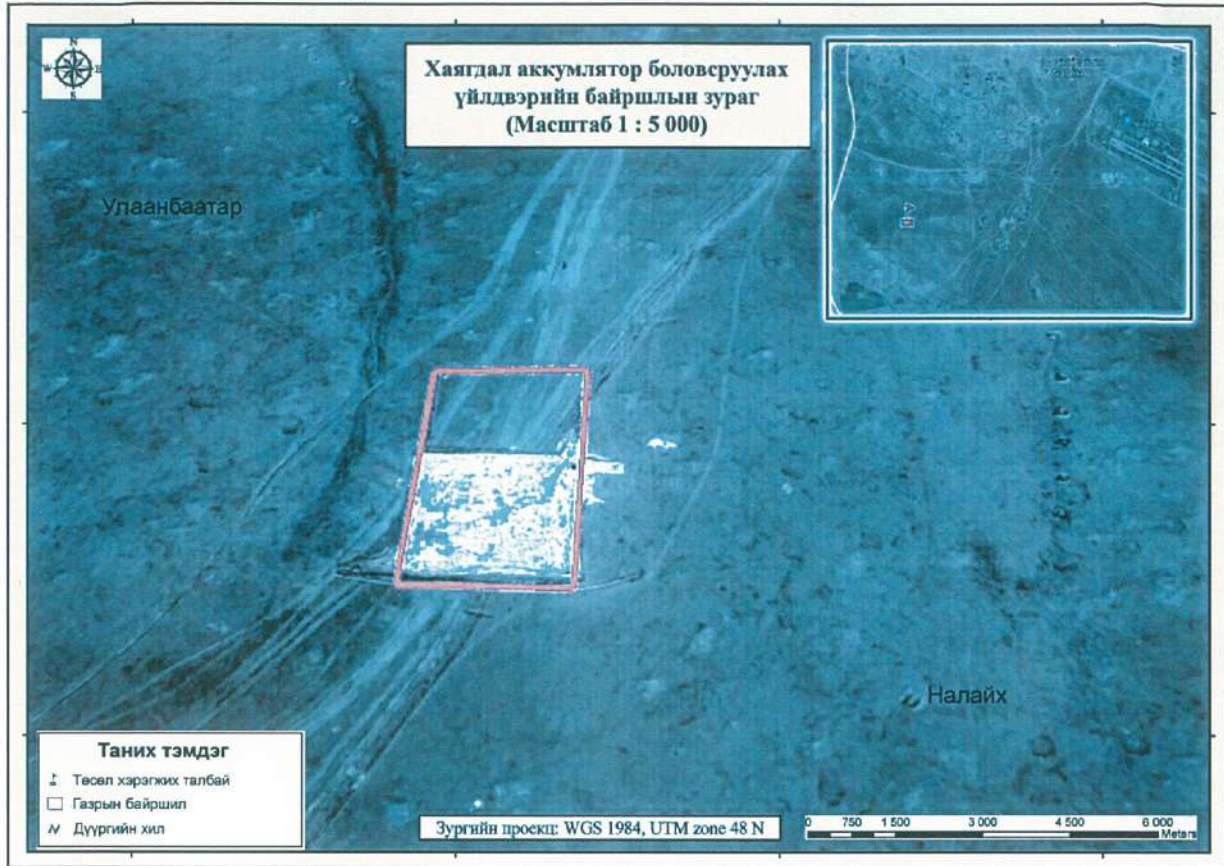 N
W
E
Хаягдал аккумлятор боловсруулах
үйлдвэрийн байршлын зураг
(Масштаб 1 : 5 000)
Улаанбаатар
Налайх
Таних тэмдэг
Төсөл хэрэгжих талбай
Газрын байршил
Дүүргийн хил
Зургийн проекц: WGS 1984, UTM zone 48 N
0 750 1 500 3 000 4 500 6 000
Meters